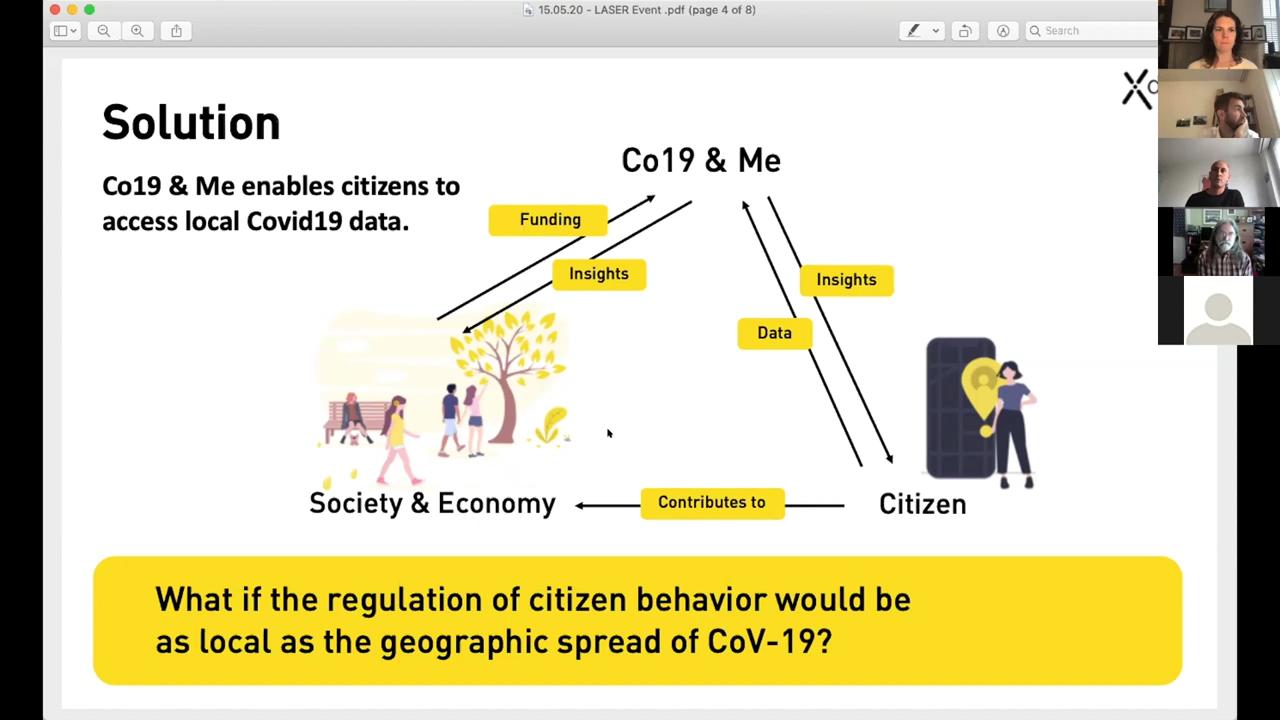 15.05.20 - LASER Event .pdf (page 4 of 8)
Search
Solution
Co19 & Me enables citizens to
access local Covid19 data.
Co19 & Me
Funding
Insights
Insights
Data
Society & Economy
Contributes to
Citizen
What if the regulation of citizen behavior would be
as local as the geographic spread of CoV-19?